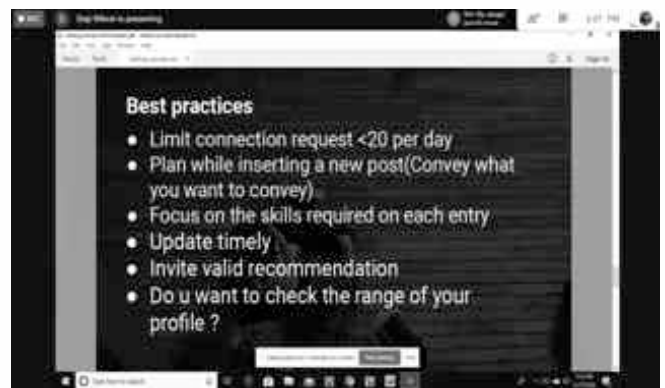 is presenting
Best practices
● Limit connection request <20 per day
● Plan while inserting a new post(Convey what
you want to convey)
● Focus on the skills required on each entry
● Update timely
● Invite valid recommendation
● Do u want to check the range of your
profile ?